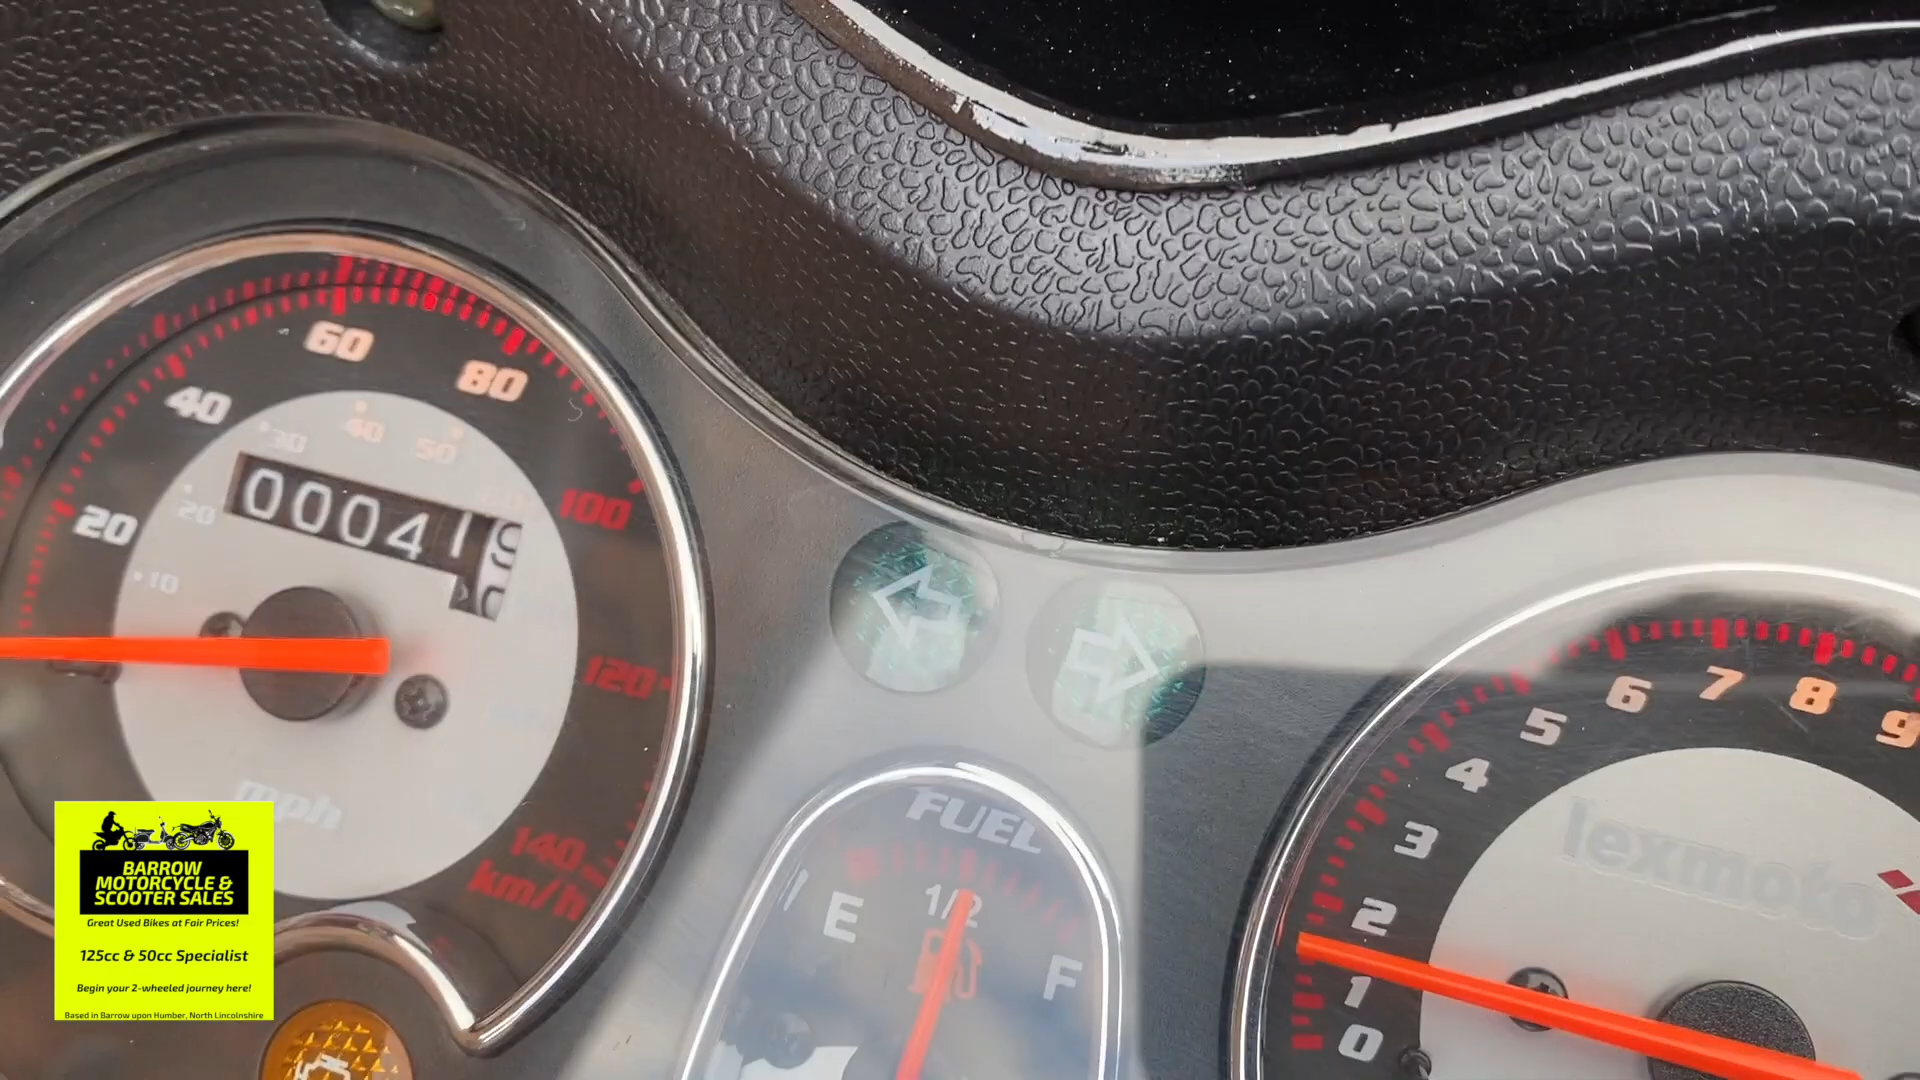 60
80
40
40
50
30
000419
20
20
10
100
120
mph
140
km/h
FUEL
1/2
E
F
0
1
2
3
4
5
6
7
8
9
lexmoto
BARROW
MOTORCYCLE &
SCOOTER SALES
Great Used Bikes at Fair Prices!
125cc & 50cc Specialist
Begin your 2-wheeled journey here!
Based in Barrow upon Humber, North Lincolnshire